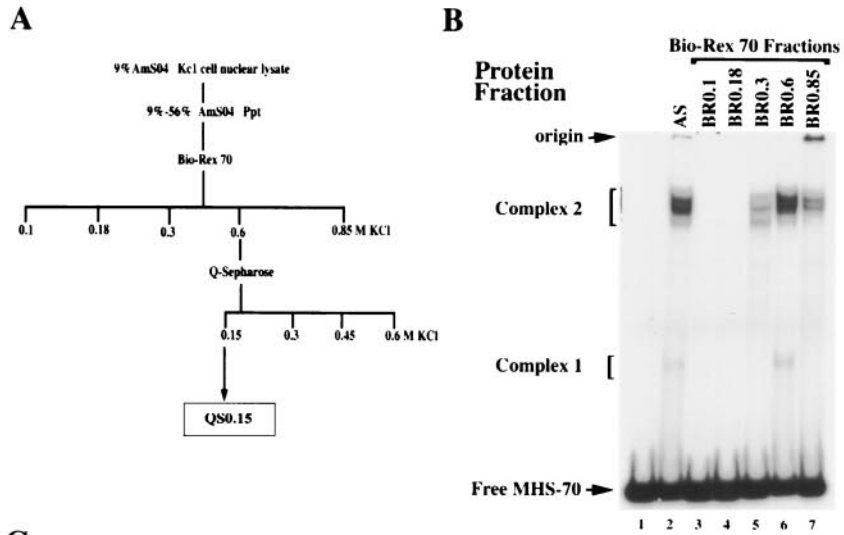 A
9%AmS04 Kc1 cell nuclear lysate
9%-56% AmS04 Ppt
Bio-Rex 70
0.1 0.18 0.3 0.6 0.85 M KCl
Q-Sepharose
0.15 0.3 0.45 0.6 M KCl
QS0.15
B
Bio-Rex 70 Fractions
Protein
Fraction
AS
BR0.1
BR0.18
BR0.3
BR0.6
BR0.85
origin
Complex 2
Complex 1
Free MHS-70
1 2 3 4 5 6 7